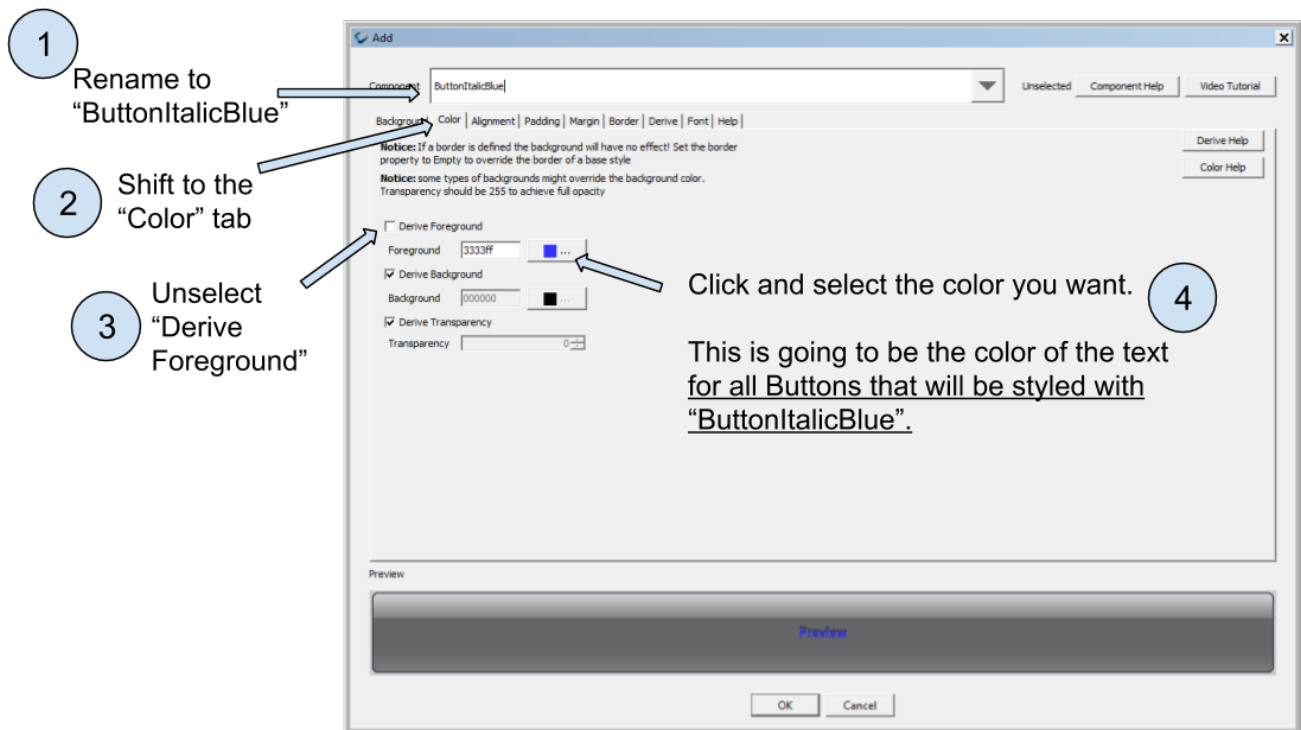 1
Rename to
“ButtonItalicBlue”
2
Shift to the
“Color” tab
3
Unselect
“Derive
Foreground”
Add
Component ButtonItalicBlue Unselected Component Help Video Tutorial
Background Color Alignment Padding Margin Border Derive Font Help
Notice: If a border is defined the background will have no effect! Set the border
property to Empty to override the border of a base style
Notice: some types of backgrounds might override the background color.
Transparency should be 255 to achieve full opacity
Derive Help
Color Help
Derive Foreground
Foreground 3333ff ...
Derive Background
Background 000000 ...
Derive Transparency
Transparency 0
Click and select the color you want.
4
This is going to be the color of the text
for all Buttons that will be styled with
“ButtonItalicBlue”.
Preview
Preview
OK Cancel